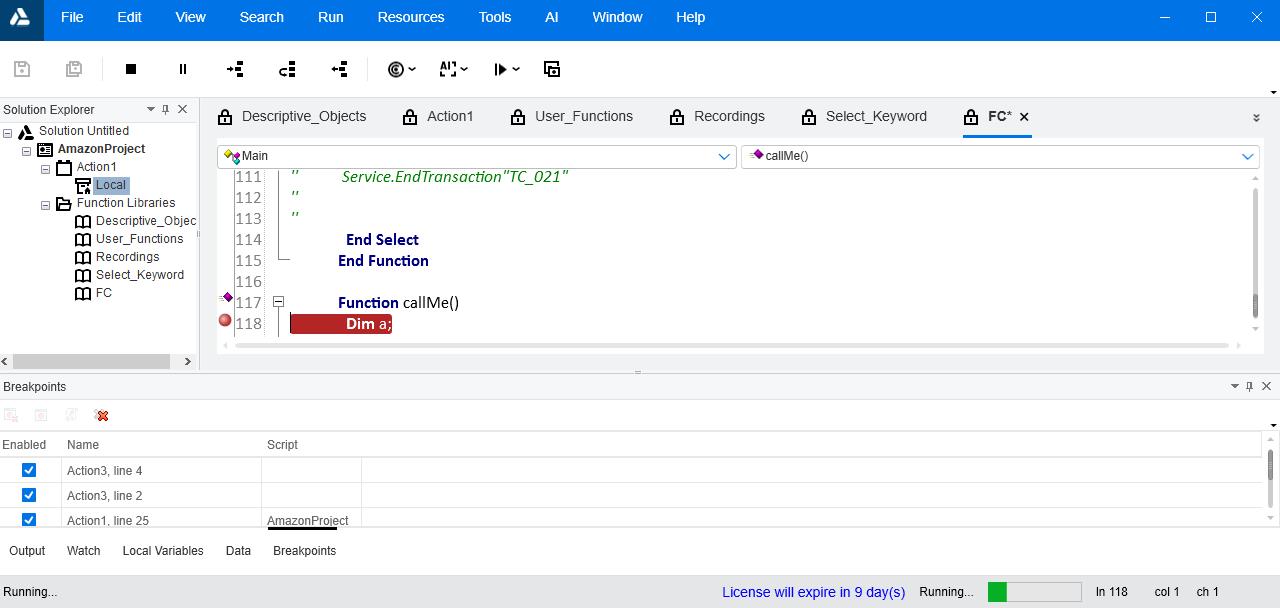 File Edit View Search Run Resources Tools AI Window Help
Solution Explorer
Solution Untitled
AmazonProject
Action1
Local
Function Libraries
Descriptive_Objec
User_Functions
Recordings
Select_Keyword
FC
Descriptive_Objects Action1 User_Functions Recordings Select_Keyword FC*
Main callMe()
111 '' Service.EndTransaction"TC_021"
112 ''
113 ''
114 End Select
115 End Function
116
117 Function callMe()
118 Dim a;
Breakpoints
Enabled Name Script
Action3, line 4
Action3, line 2
Action1, line 25 AmazonProject
Output Watch Local Variables Data Breakpoints
Running... License will expire in 9 day(s) Running... ln 118 col 1 ch 1